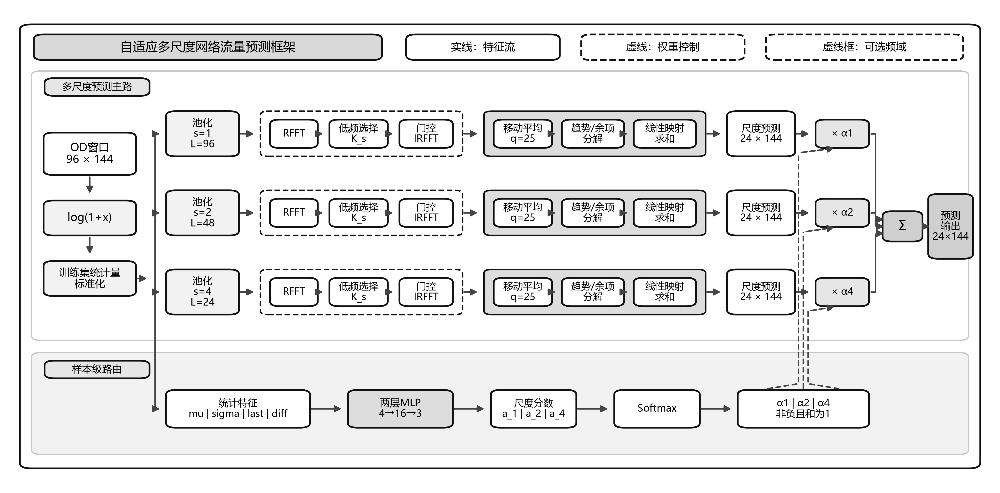 自适应多尺度网络流量预测框架
实线：特征流
虚线：权重控制
虚线框：可选频域
多尺度预测主路
OD窗口
96 × 144
log(1+x)
训练集统计量
标准化
池化
s=1
L=96
RFFT
低频选择
K_s
门控
IRFFT
移动平均
q=25
趋势/余项
分解
线性映射
求和
尺度预测
24 × 144
× α1
池化
s=2
L=48
RFFT
低频选择
K_s
门控
IRFFT
移动平均
q=25
趋势/余项
分解
线性映射
求和
尺度预测
24 × 144
× α2
池化
s=4
L=24
RFFT
低频选择
K_s
门控
IRFFT
移动平均
q=25
趋势/余项
分解
线性映射
求和
尺度预测
24 × 144
× α4
Σ
预测
输出
24×144
样本级路由
统计特征
mu | sigma | last | diff
两层MLP
4→16→3
尺度分数
a_1 | a_2 | a_4
Softmax
α1 | α2 | α4
非负且和为1